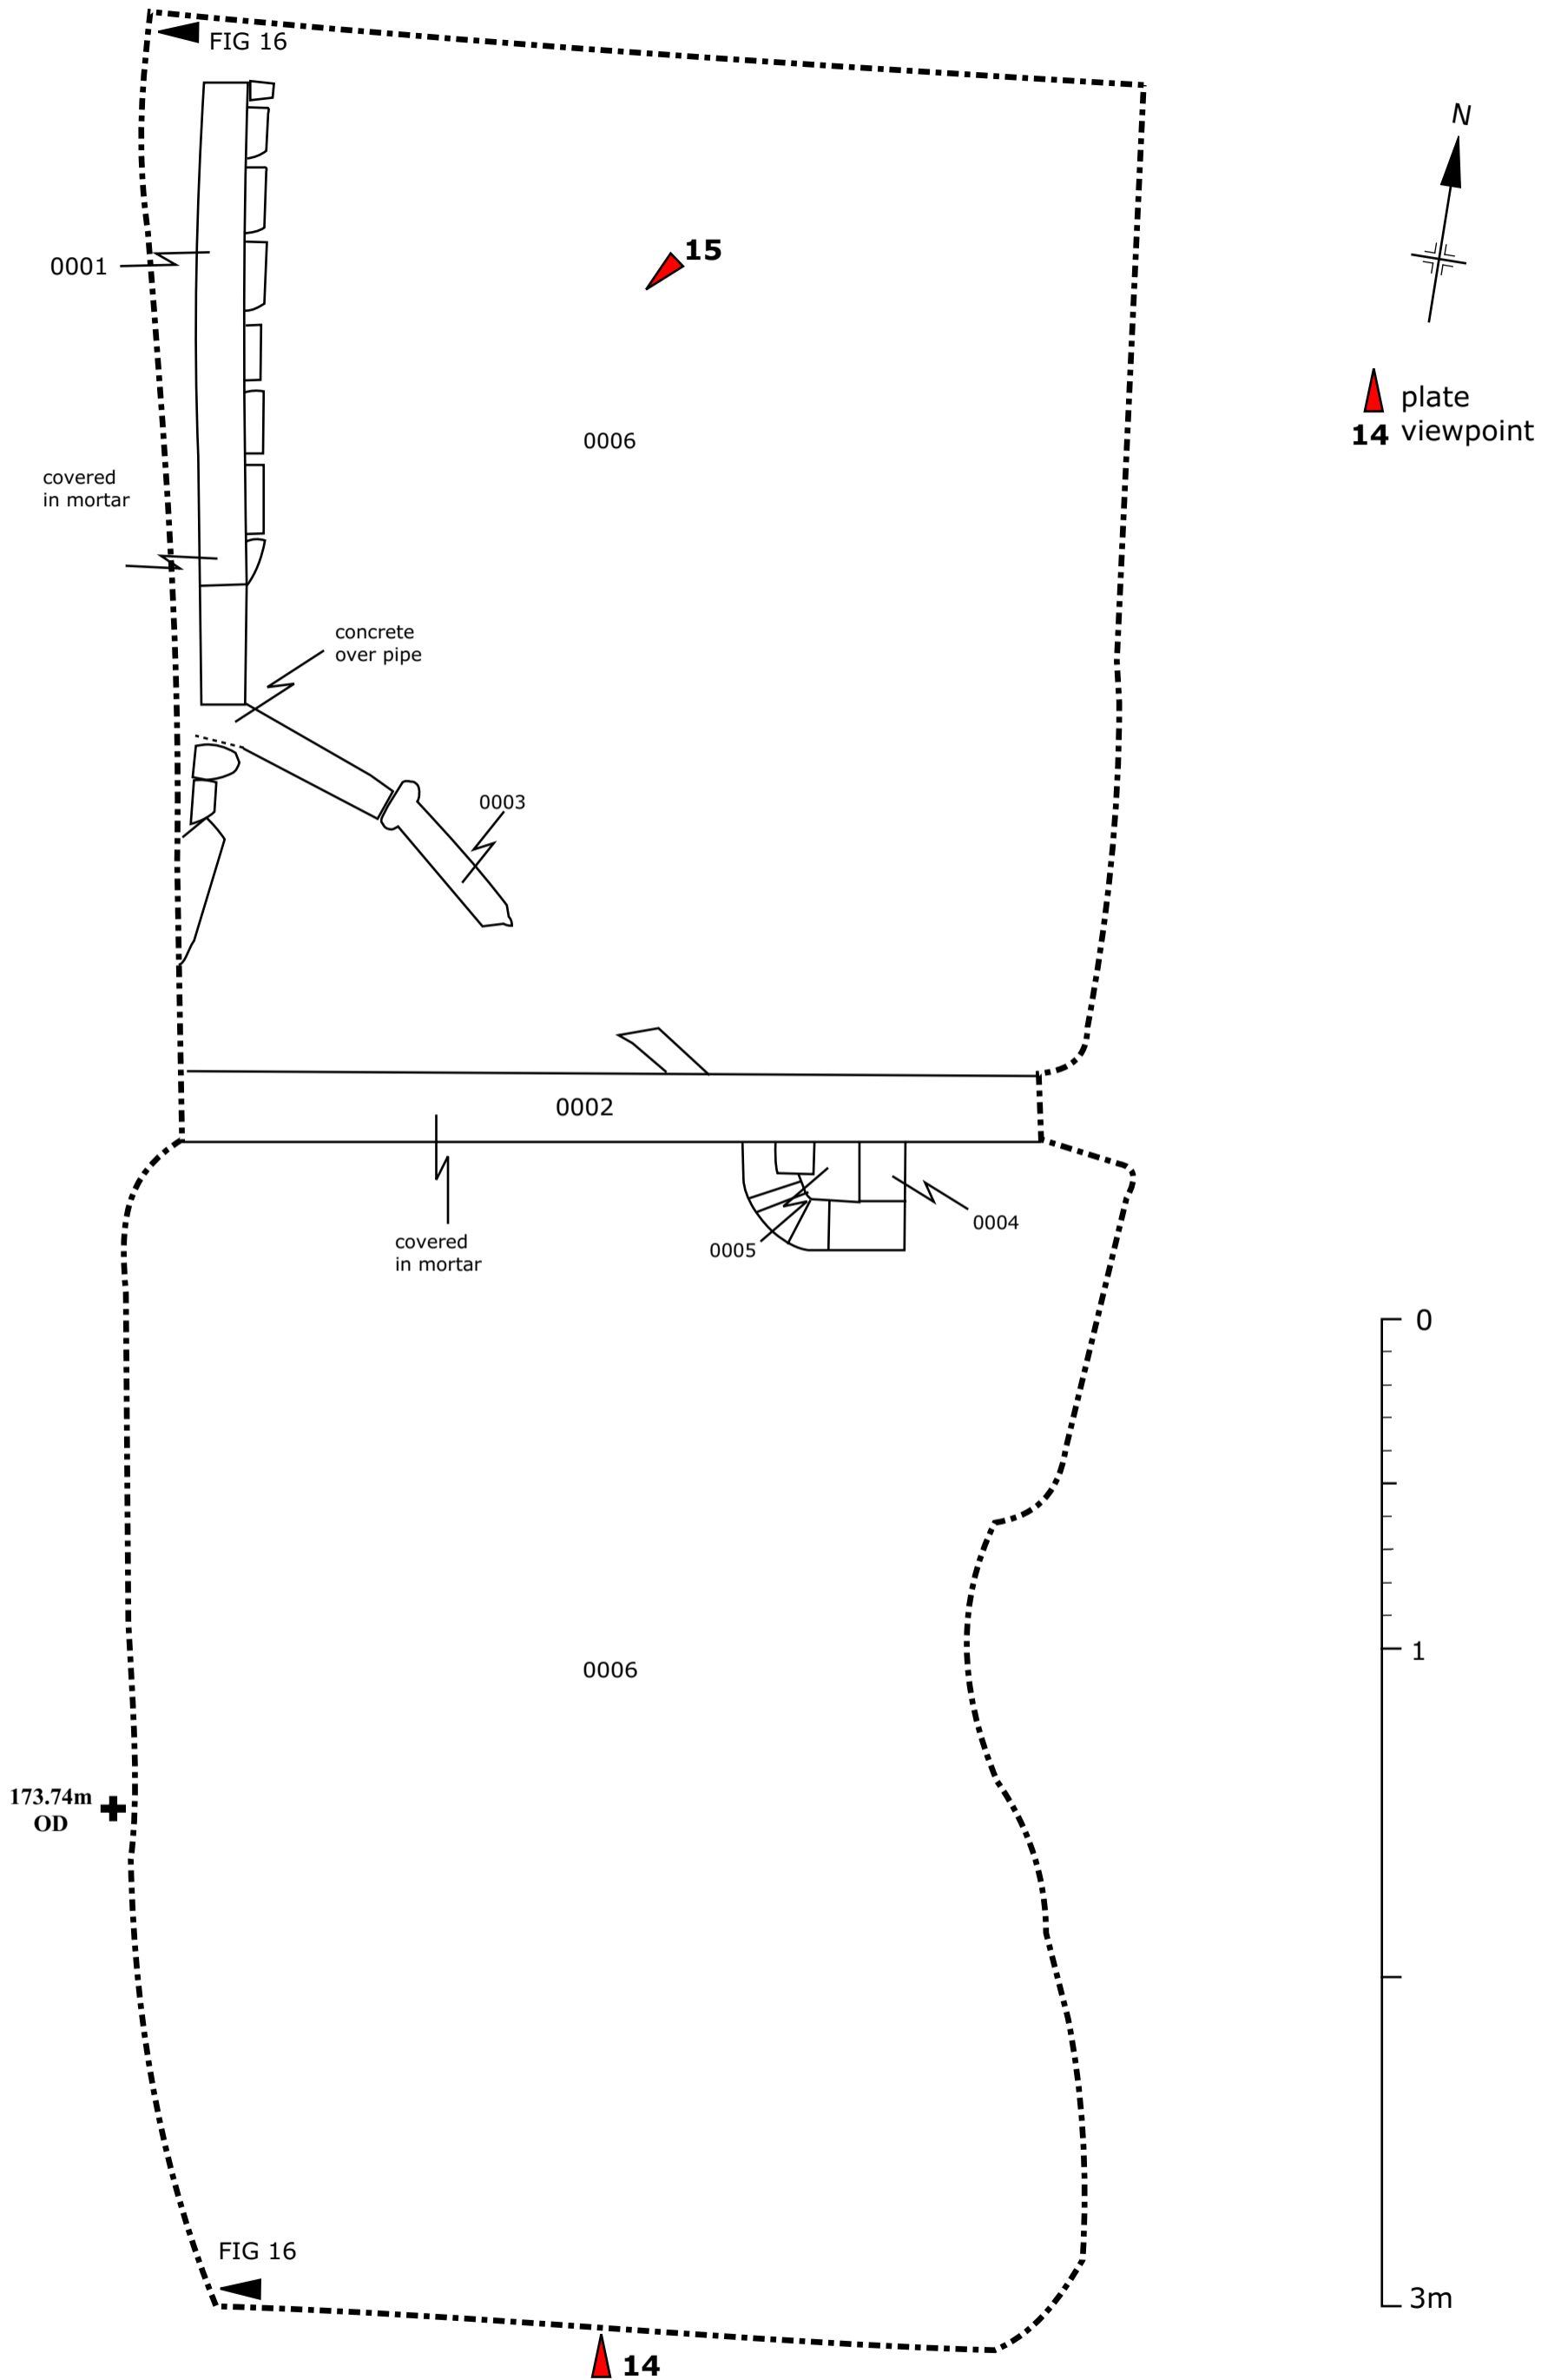 FIG 16
N
15
0001
plate
14 viewpoint
0006
covered
in mortar
concrete
over pipe
0003
0002
0004
covered
in mortar
0005
0
1
0006
173.74m
OD
FIG 16
3m
14